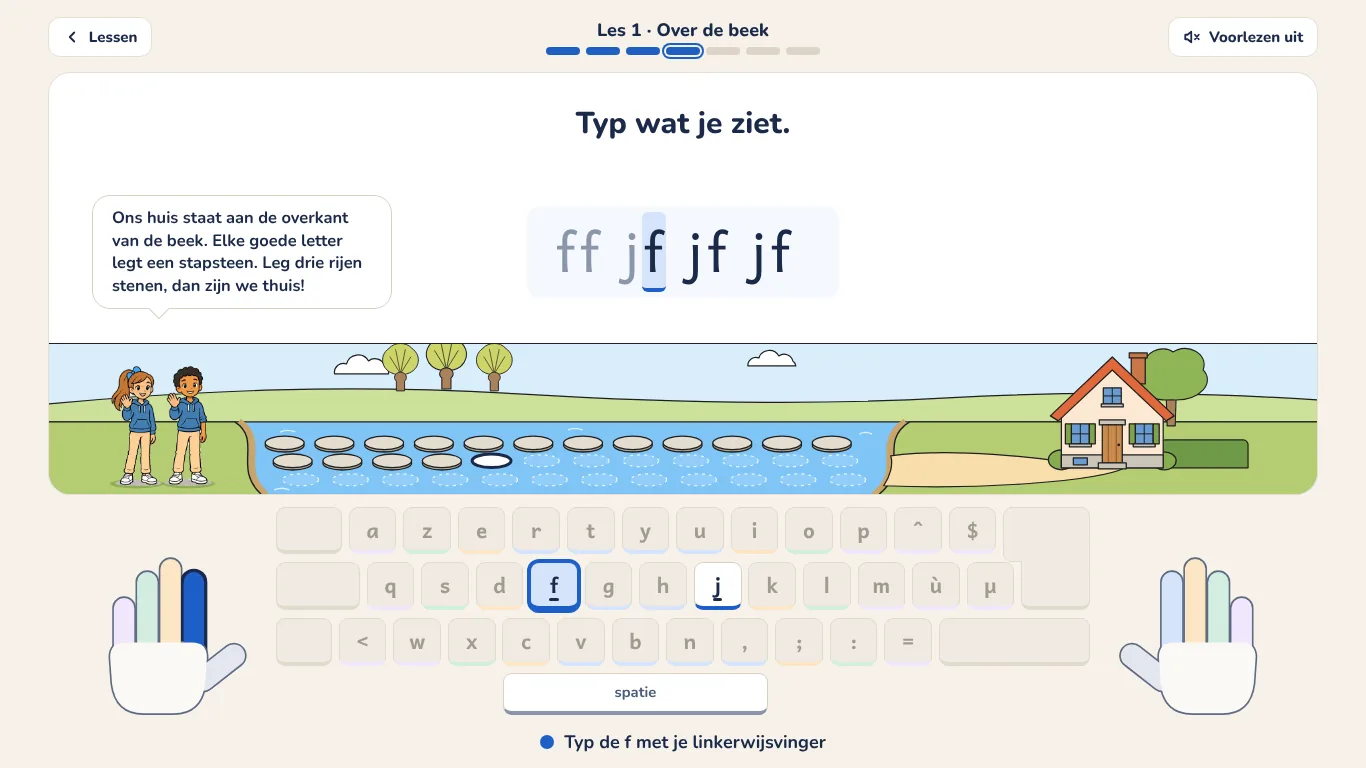 Lessen
Les 1 · Over de beek
Voorlezen uit
Typ wat je ziet.
Ons huis staat aan de overkant
van de beek. Elke goede letter
legt een stapsteen. Leg drie rijen
stenen, dan zijn we thuis!
ff jf jf jf
a z e r t y u i o p ^ $
q s d f g h j k l m ù µ
< w x c v b n , ; : =
spatie
Typ de f met je linkerwijsvinger